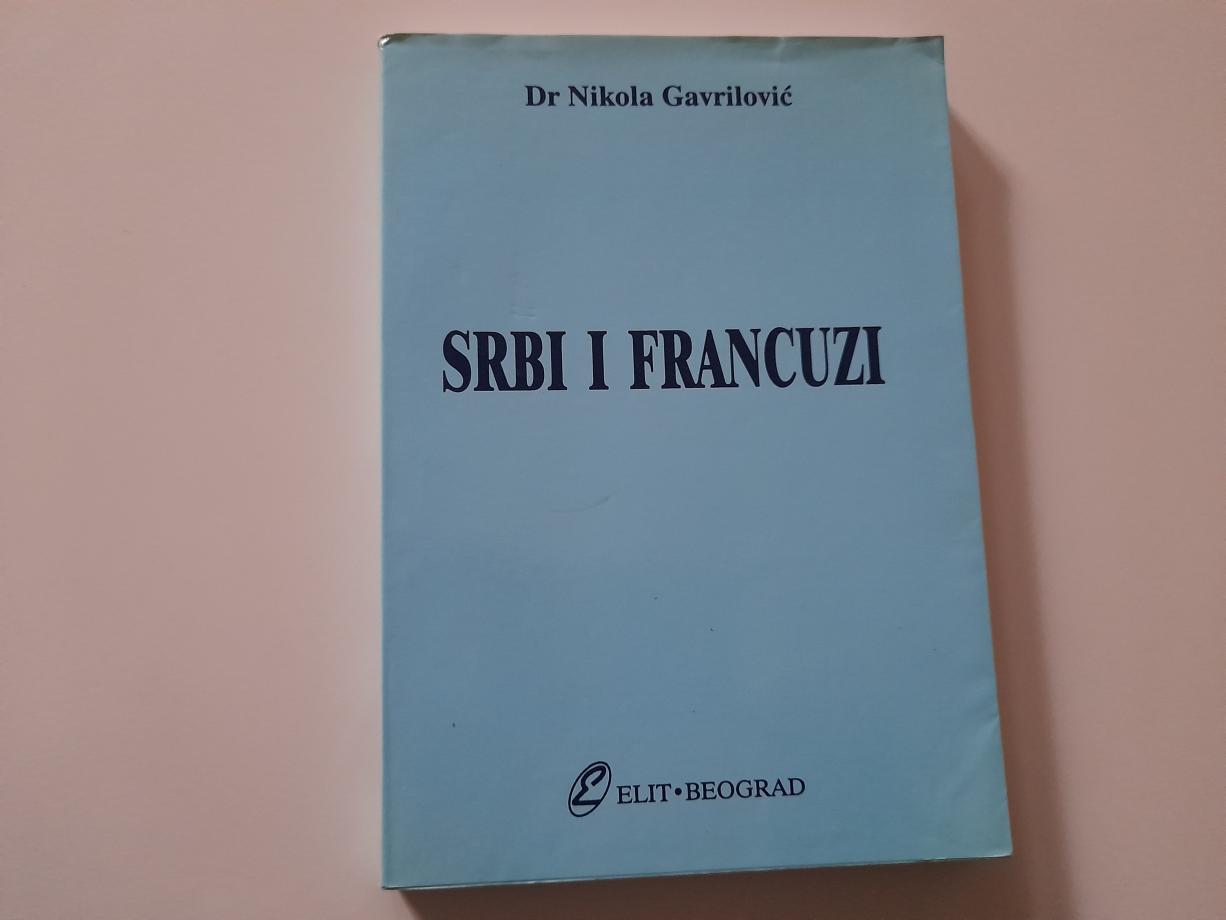 Dr Nikola Gavrilović
SRBI I FRANCUZI
ELIT•BEOGRAD